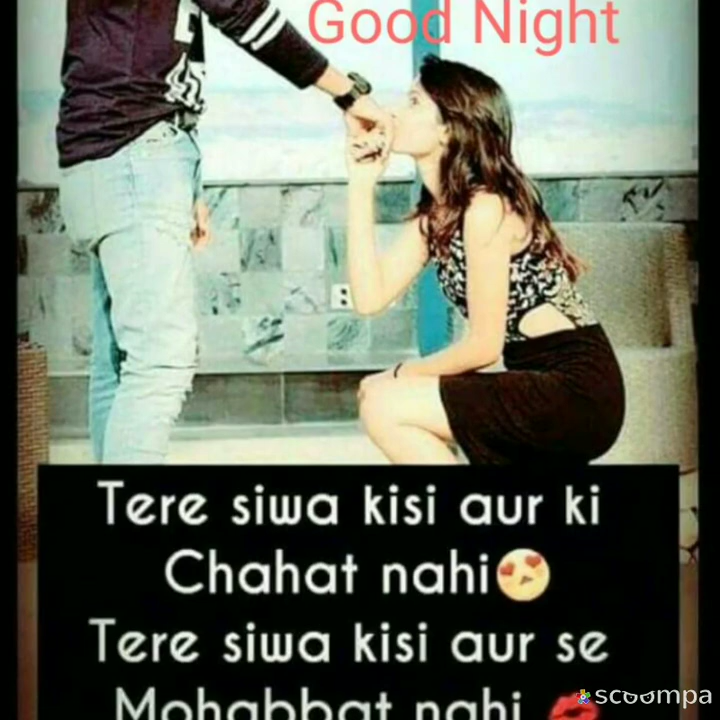 Good Night
Tere siwa kisi aur ki
Chahat nahi😍
Tere siwa kisi aur se
Mohabbat nahi 💋
scoompa